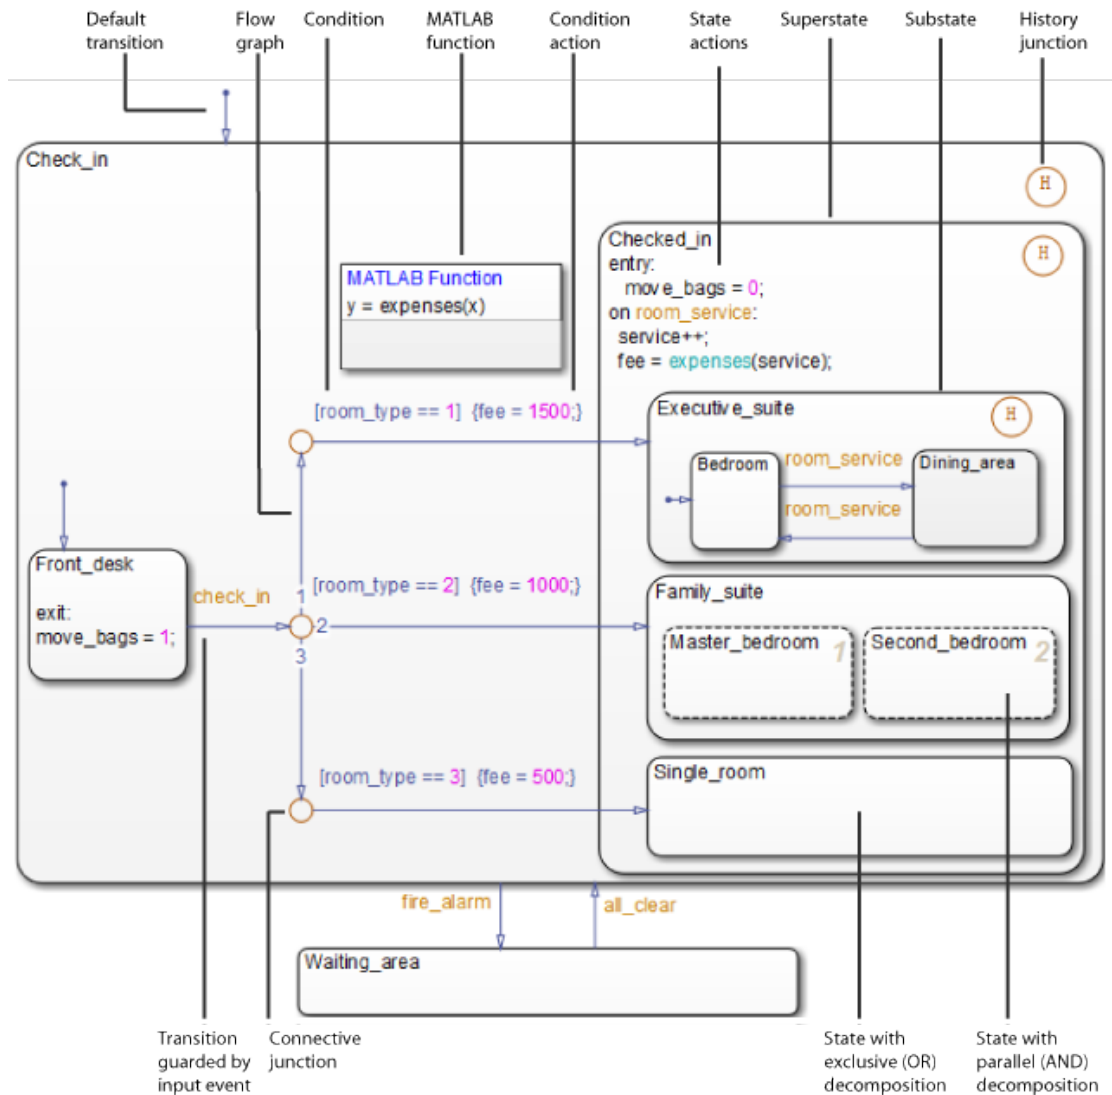 Default
transition
Flow
graph
Condition
MATLAB
function
Condition
action
State
actions
Superstate
Substate
History
junction
Check_in
H
Checked_in
H
entry:
move_bags = 0;
on room_service:
service++;
fee = expenses(service);
MATLAB Function
y = expenses(x)
[room_type == 1] {fee = 1500;}
Executive_suite
H
Bedroom
room_service
Dining_area
room_service
Front_desk
exit:
move_bags = 1;
check_in
1
2
3
[room_type == 2] {fee = 1000;}
Family_suite
Master_bedroom
1
Second_bedroom
2
[room_type == 3] {fee = 500;}
Single_room
fire_alarm
all_clear
Waiting_area
Transition
guarded by
input event
Connective
junction
State with
exclusive (OR)
decomposition
State with
parallel (AND)
decomposition